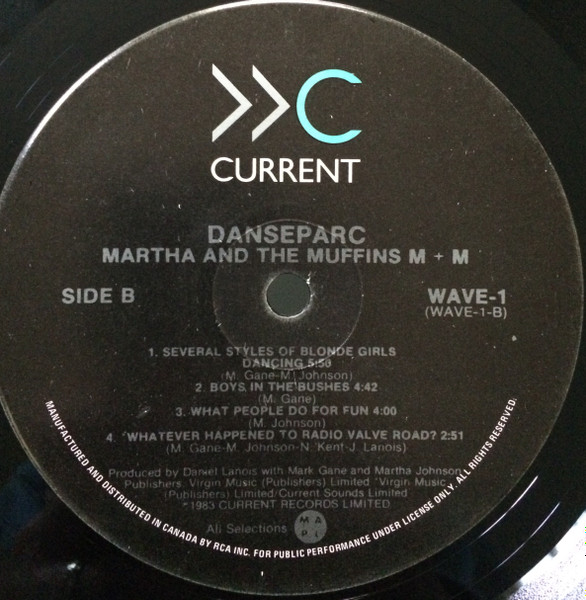 CURRENT
DANSEPARC
MARTHA AND THE MUFFINS M + M
SIDE B
WAVE-1
(WAVE-1-B)
1. SEVERAL STYLES OF BLONDE GIRLS
DANCING 5:50
(M. Gane-M. Johnson)
2. BOYS IN THE BUSHES 4:42
(M. Gane)
3. WHAT PEOPLE DO FOR FUN 4:00
(M. Johnson)
4. *WHATEVER HAPPENED TO RADIO VALVE ROAD? 2:51
(M. Gane-M. Johnson-N. Kent-J. Lanois)
Produced by Daniel Lanois with Mark Gane and Martha Johnson
Publishers: Virgin Music (Publishers) Limited *Virgin Music
(Publishers) Limited/Current Sounds Limited
1983 CURRENT RECORDS LIMITED
All Selections
MAPL
MANUFACTURED AND DISTRIBUTED IN CANADA BY RCA INC. FOR PUBLIC PERFORMANCE UNDER LICENSE ONLY. ALL RIGHTS RESERVED.